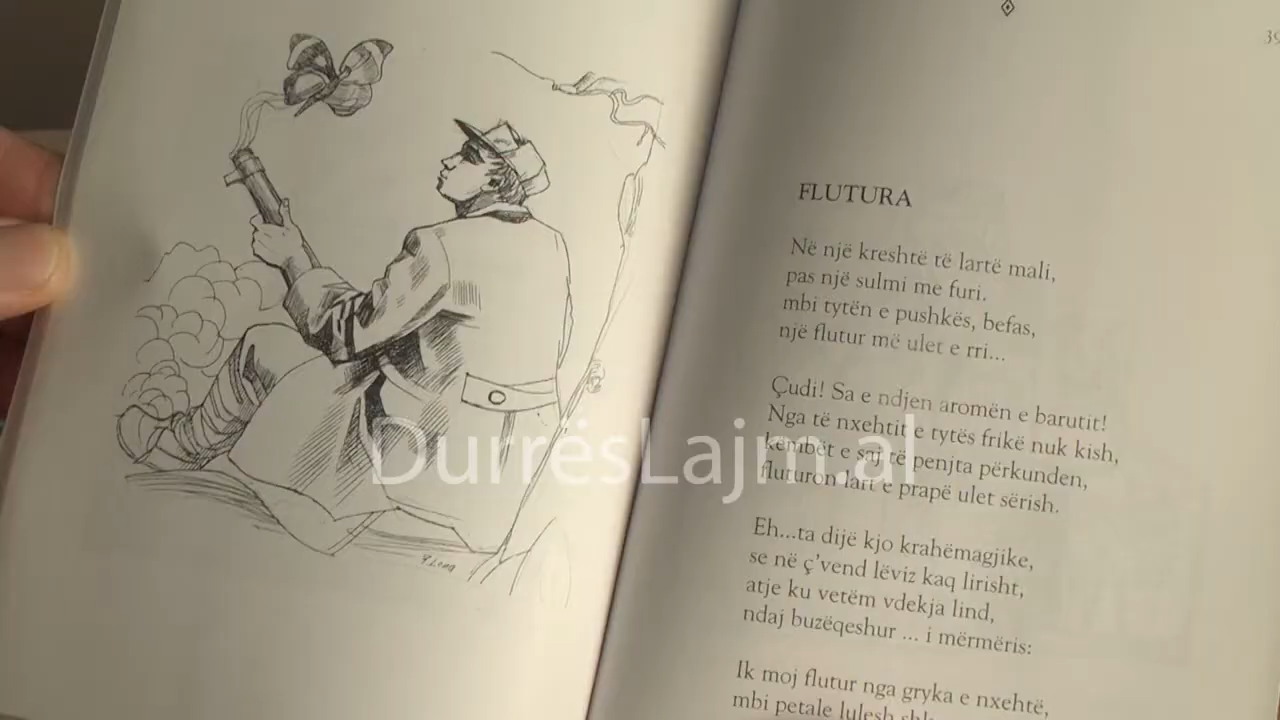 39
FLUTURA
Në një kreshtë të lartë mali,
pas një sulmi me furi.
mbi tytën e pushkës, befas,
një flutur më ulet e rri...
Çudi! Sa e ndjen aromën e barutit!
Nga të nxehtit e tytës frikë nuk kish,
këmbët e saj të penjta përkunden,
fluturon lart e prapë ulet sërish.
Eh...ta dijë kjo krahëmagjike,
se në ç’vend lëviz kaq lirisht,
atje ku vetëm vdekja lind,
ndaj buzëqeshur ... i mërmëris:
Ik moj flutur nga gryka e nxehtë,
mbi petale lulesh
DurrësLajm.al